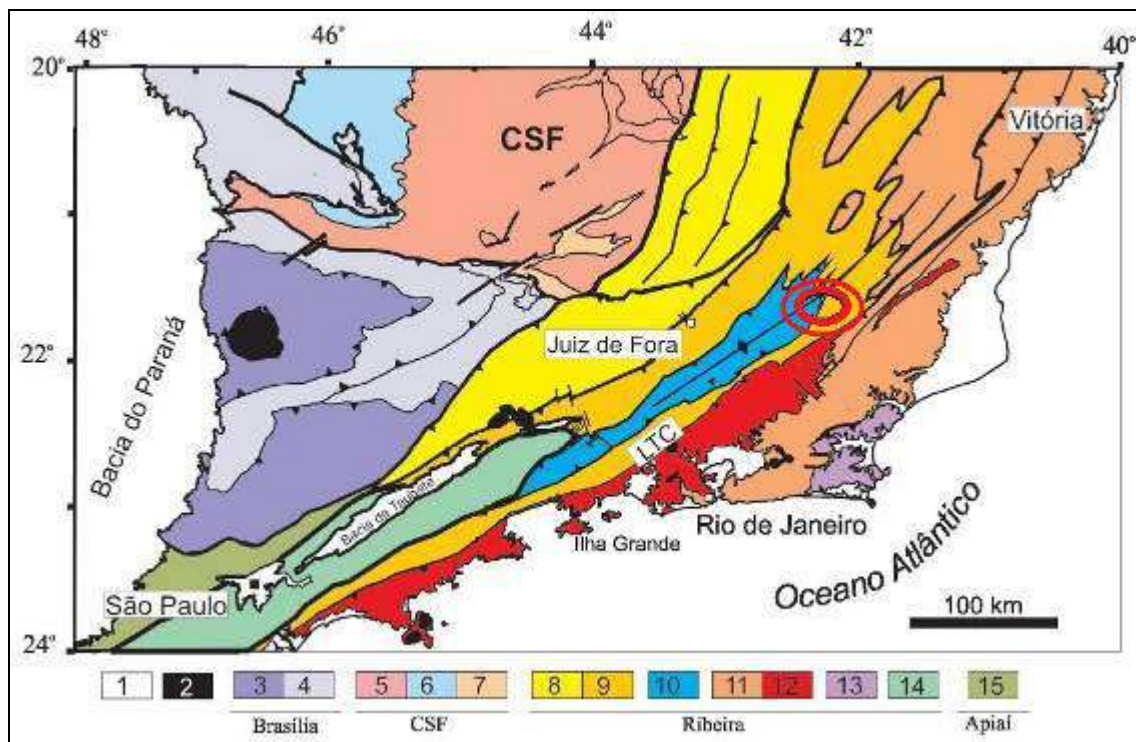 48°
46°
44°
42°
40°
20°
CSF
Vitória
Bacia do Paraná
22°
Juiz de Fora
LTC
Bacia de Taubaté
Rio de Janeiro
Ilha Grande
Oceano Atlântico
São Paulo
100 km
24°
1 2 3 4 5 6 7 8 9 10 11 12 13 14 15
Brasília CSF Ribeira Apiaí